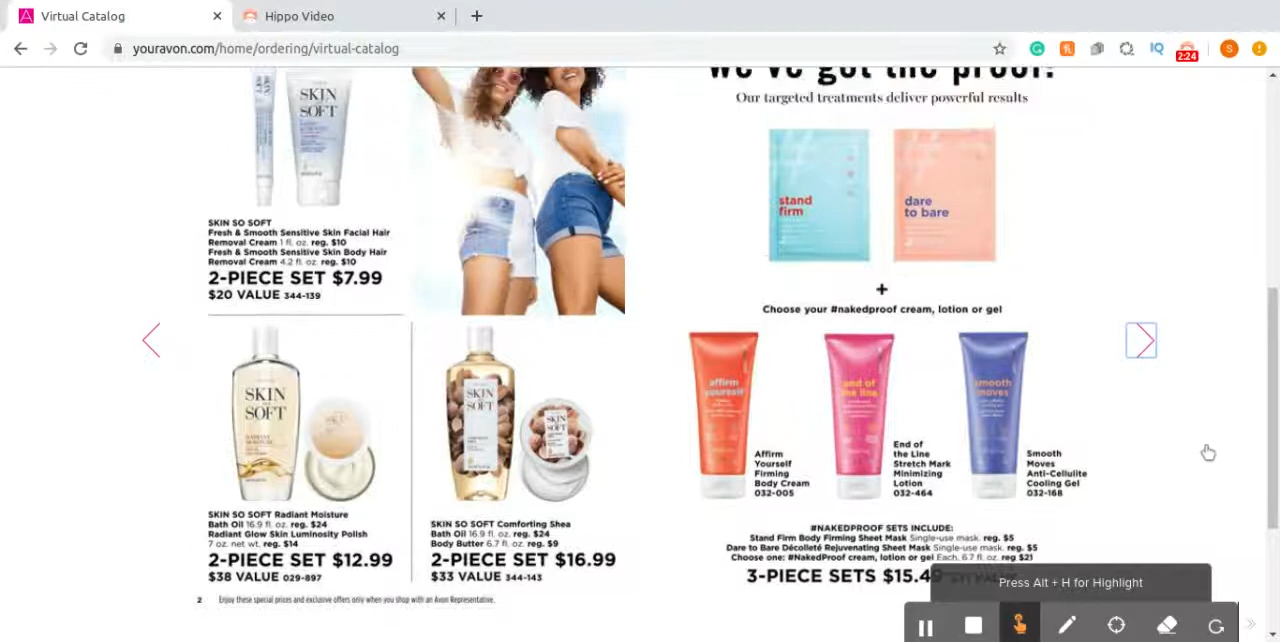 Virtual Catalog
Hippo Video
youravon.com/home/ordering/virtual-catalog
2:24
S
We've got the proof!
Our targeted treatments deliver powerful results
SKIN
SOFT
SKIN SO SOFT
Fresh & Smooth Sensitive Skin Facial Hair
Removal Cream 1 fl. oz. reg. $10
Fresh & Smooth Sensitive Skin Body Hair
Removal Cream 4.2 fl. oz. reg. $10
2-PIECE SET $7.99
$20 VALUE 344-139
stand
firm
dare
to bare
+
Choose your #nakedproof cream, lotion or gel
SKIN
SOFT
RADIANT
MOISTURE
SKIN
SOFT
SKIN
SOFT
affirm
yourself
end of
the line
smooth
moves
Affirm
Yourself
Firming
Body Cream
032-005
End of
the Line
Stretch Mark
Minimizing
Lotion
032-464
Smooth
Moves
Anti-Cellulite
Cooling Gel
032-168
SKIN SO SOFT Radiant Moisture
Bath Oil 16.9 fl. oz. reg. $24
Radiant Glow Skin Luminosity Polish
7 oz. net wt. reg. $14
2-PIECE SET $12.99
$38 VALUE 029-897
SKIN SO SOFT Comforting Shea
Bath Oil 16.9 fl. oz. reg. $24
Body Butter 6.7 fl. oz. reg. $9
2-PIECE SET $16.99
$33 VALUE 344-143
#NAKEDPROOF SETS INCLUDE:
Stand Firm Body Firming Sheet Mask Single-use mask. reg. $5
Dare to Bare Décolleté Rejuvenating Sheet Mask Single-use mask. reg. $5
Choose one: #NakedProof cream, lotion or gel Each, 6.7 fl. oz. reg $21
3-PIECE SETS $15.49
2 Enjoy these special prices and exclusive offers only when you shop with an Avon Representative.
Press Alt + H for Highlight